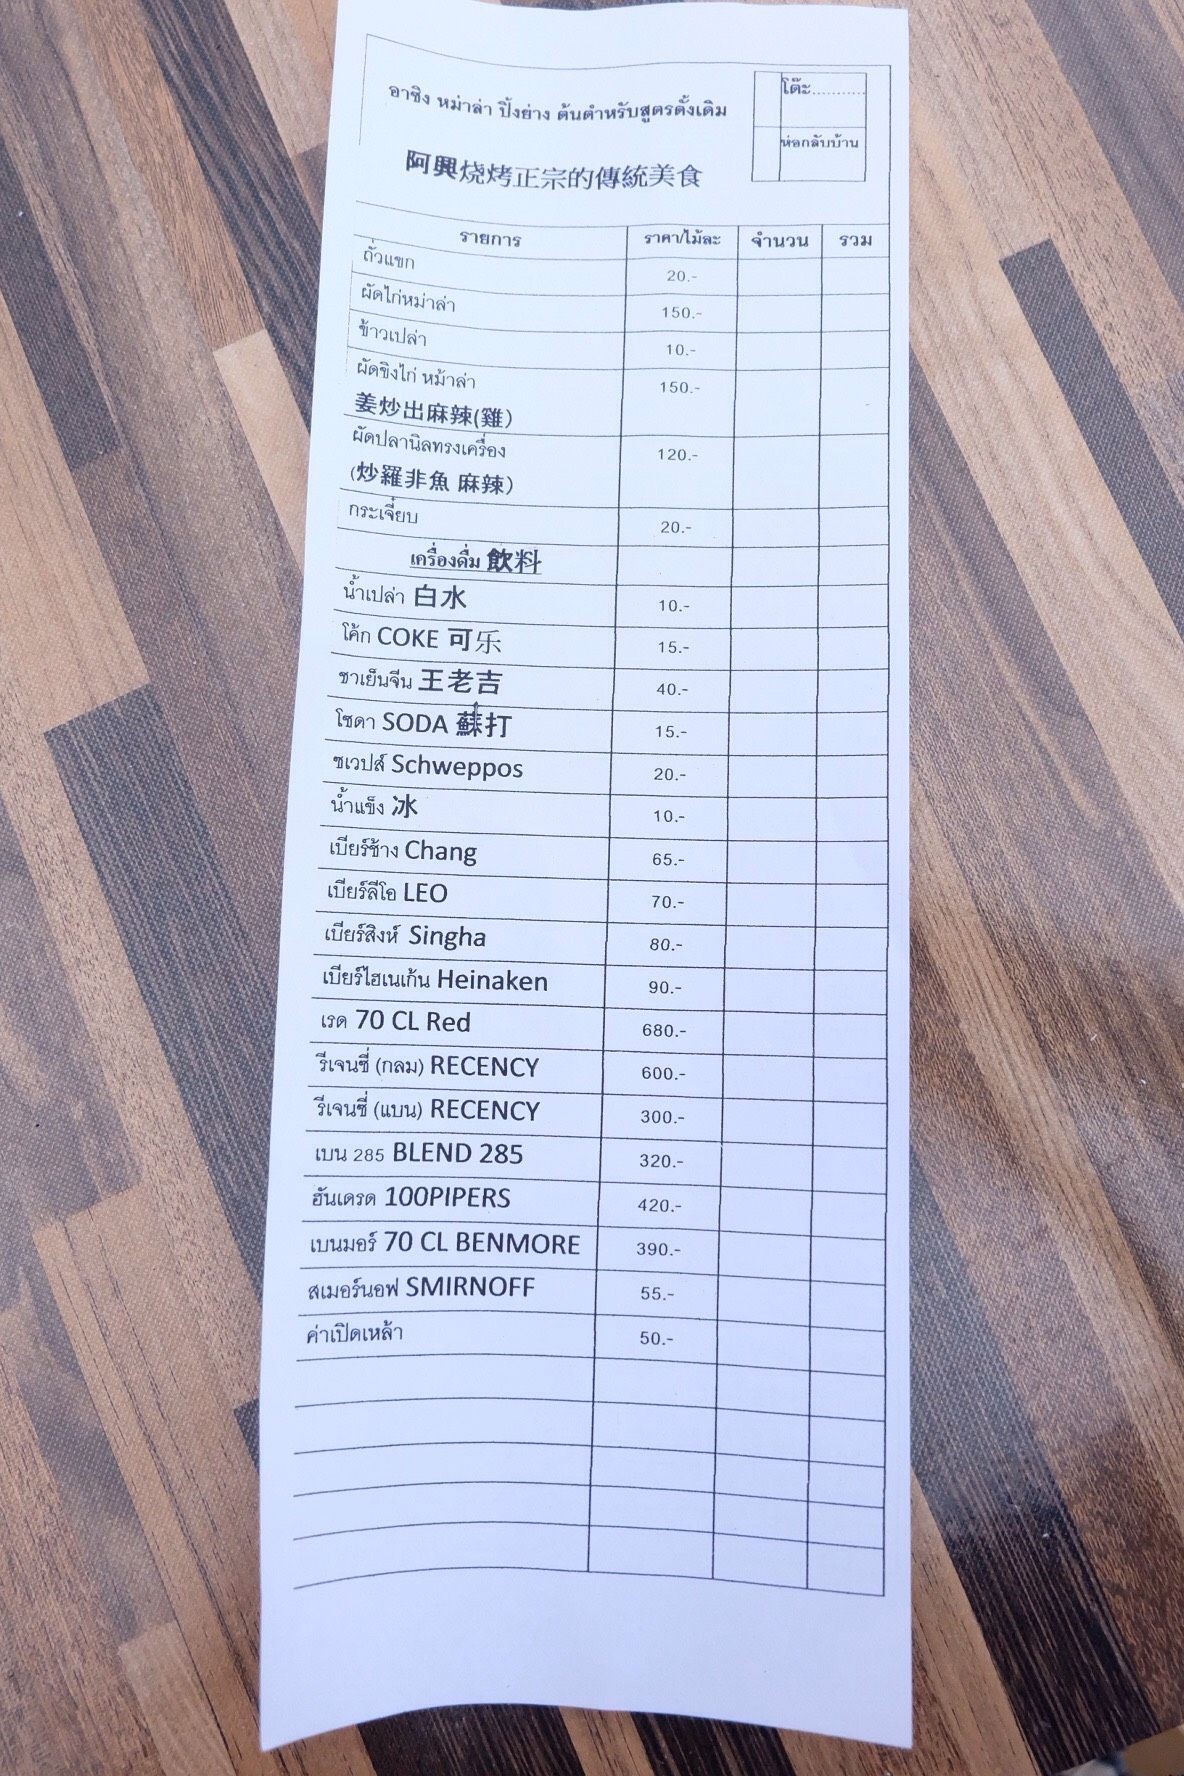 อาซิง หม่าล่า ปิ้งย่าง ต้นตำหรับสูตรดั้งเดิม
โต๊ะ............
ห่อกลับบ้าน
阿興烧烤正宗的傳統美食
รายการ ราคา/ไม้ละ จำนวน รวม
ถั่วแขก 20.-
ผัดไก่หม่าล่า 150.-
ข้าวเปล่า 10.-
ผัดขิงไก่ หม้าล่า 150.-
姜炒出麻辣(雞)
ผัดปลานิลทรงเครื่อง 120.-
(炒羅非魚 麻辣)
กระเจี๊ยบ 20.-
เครื่องดื่ม 飲料
น้ำเปล่า 白水 10.-
โค้ก COKE 可乐 15.-
ชาเย็นจีน 王老吉 40.-
โซดา SODA 蘇打 15.-
ชเวปส์ Schweppos 20.-
น้ำแข็ง 冰 10.-
เบียร์ช้าง Chang 65.-
เบียร์ลีโอ LEO 70.-
เบียร์สิงห์ Singha 80.-
เบียร์ไฮเนเก้น Heinaken 90.-
เรด 70 CL Red 680.-
รีเจนซี่ (กลม) RECENCY 600.-
รีเจนซี่ (แบน) RECENCY 300.-
เบน 285 BLEND 285 320.-
ฮันเดรด 100PIPERS 420.-
เบนมอร์ 70 CL BENMORE 390.-
สเมอร์นอฟ SMIRNOFF 55.-
ค่าเปิดเหล้า 50.-